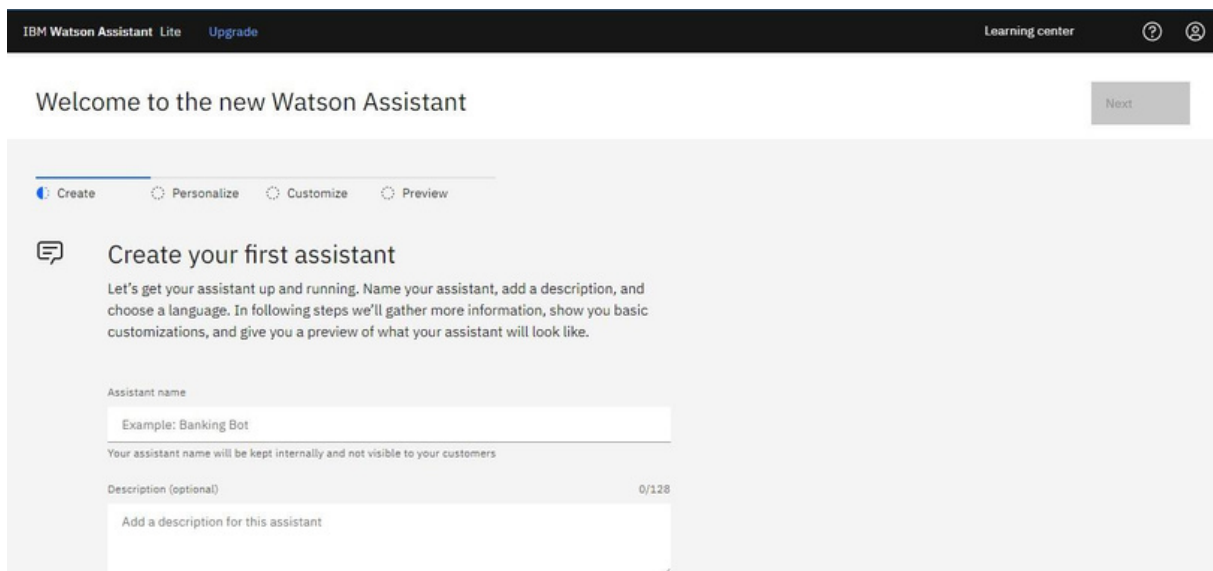 IBM Watson Assistant Lite Upgrade Learning center
Welcome to the new Watson Assistant
Next
Create Personalize Customize Preview
Create your first assistant
Let's get your assistant up and running. Name your assistant, add a description, and
choose a language. In following steps we'll gather more information, show you basic
customizations, and give you a preview of what your assistant will look like.
Assistant name
Example: Banking Bot
Your assistant name will be kept internally and not visible to your customers
Description (optional) 0/128
Add a description for this assistant